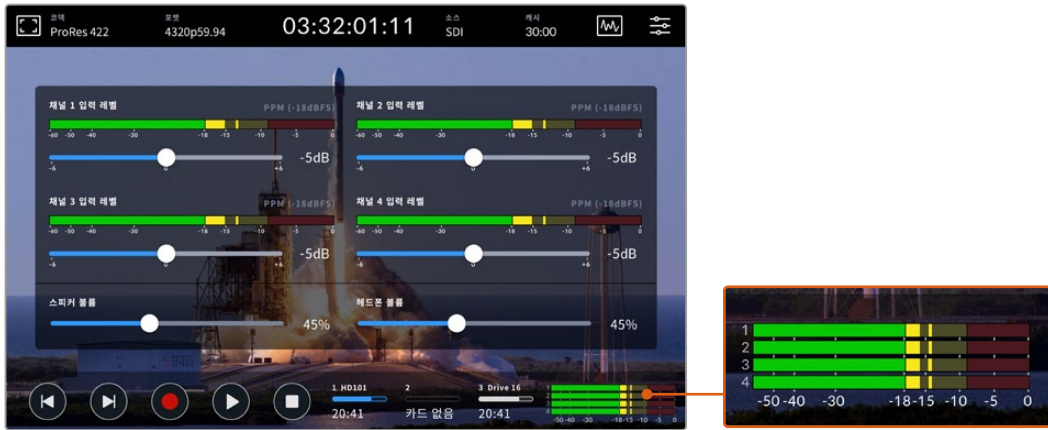 코덱 포맷 소스 캐시
ProRes 422 4320p59.94 03:32:01:11 SDI 30:00
채널 1 입력 레벨 PPM (-18dBFS) 채널 2 입력 레벨 PPM (-18dBFS)
-60 -50 -40 -30 -18 -15 -10 -5 0 -60 -50 -40 -30 -18 -15 -10 -5 0
-5dB -5dB
-6 0 +6 -6 0 +6
채널 3 입력 레벨 PPM (-18dBFS) 채널 4 입력 레벨 PPM (-18dBFS)
-60 -50 -40 -30 -18 -15 -10 -5 0 -60 -50 -40 -30 -18 -15 -10 -5 0
-5dB -5dB
-6 0 +6 -6 0 +6
스피커 볼륨 헤드폰 볼륨
45% 45%
1 HD101 2 3 Drive 16
20:41 카드 없음 20:41
1
2
3
4
-50-40 -30 -18-15 -10 -5 0
1
2
3
4
-50-40 -30 -18-15 -10 -5 0